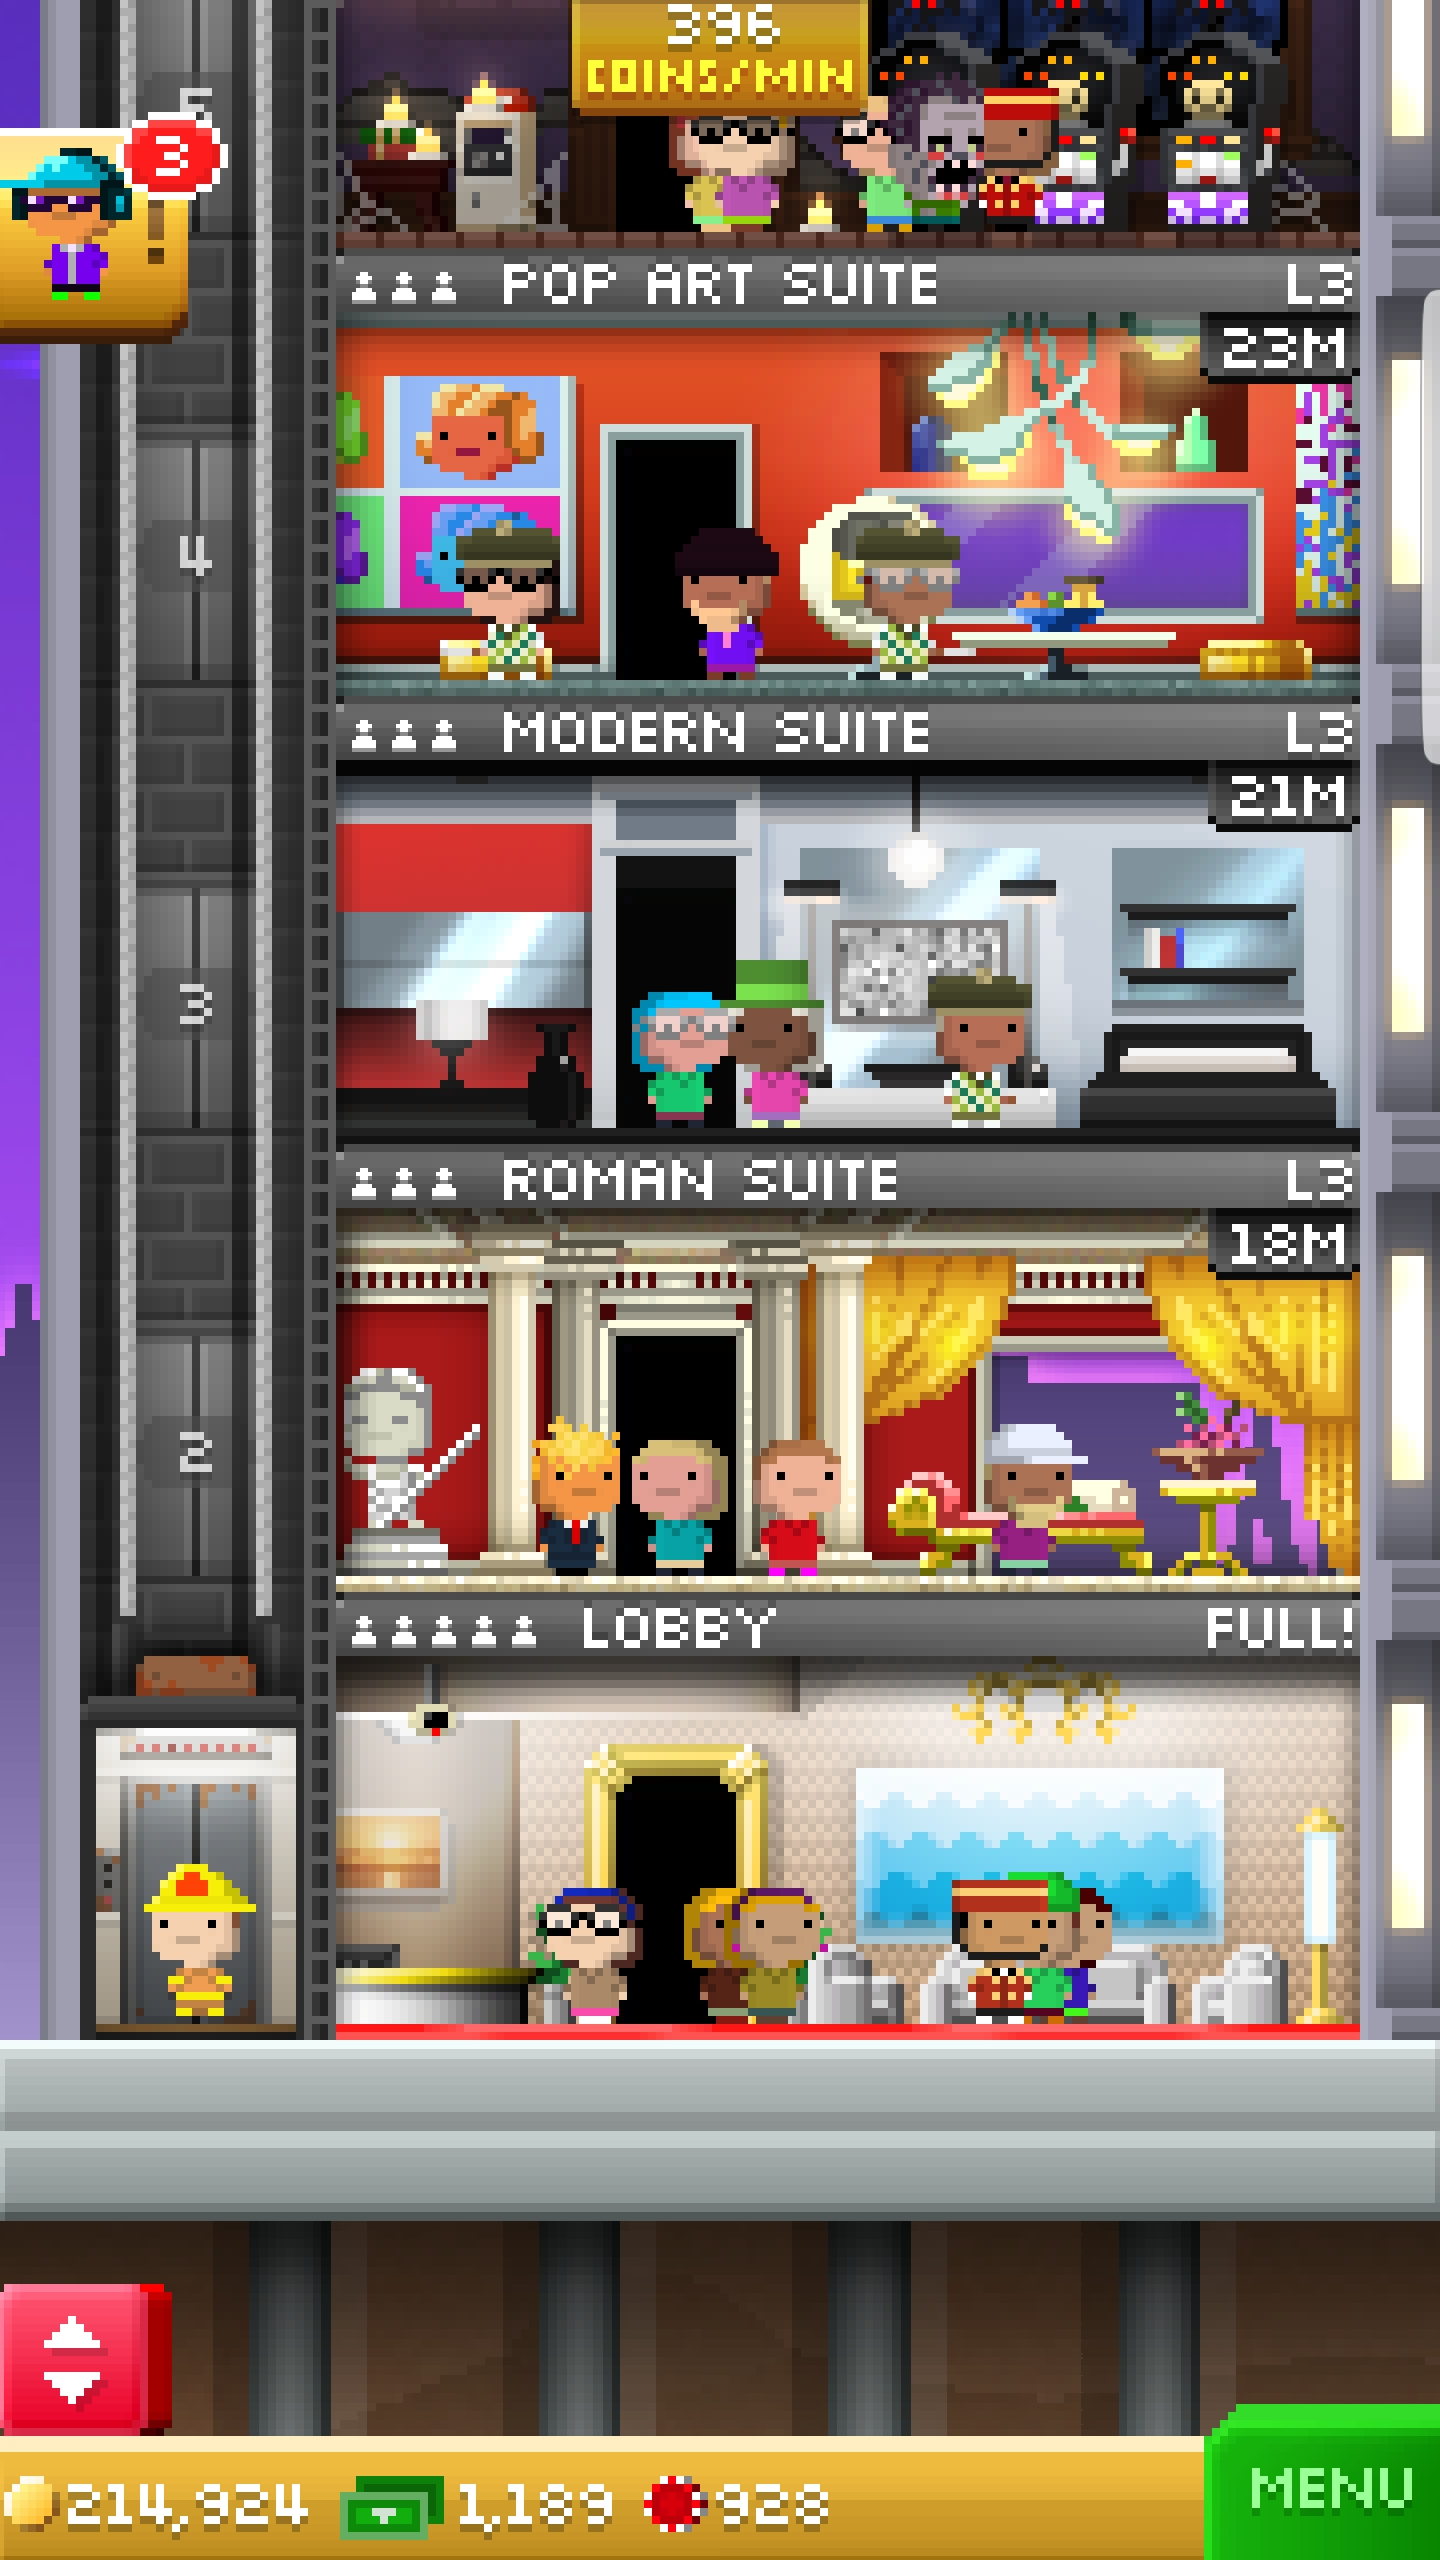 396
COINS/MIN
5
3
!
POP ART SUITE L3
23M
4
MODERN SUITE L3
21M
3
ROMAN SUITE L3
18M
2
LOBBY FULL!
214,924 1,189 928
MENU